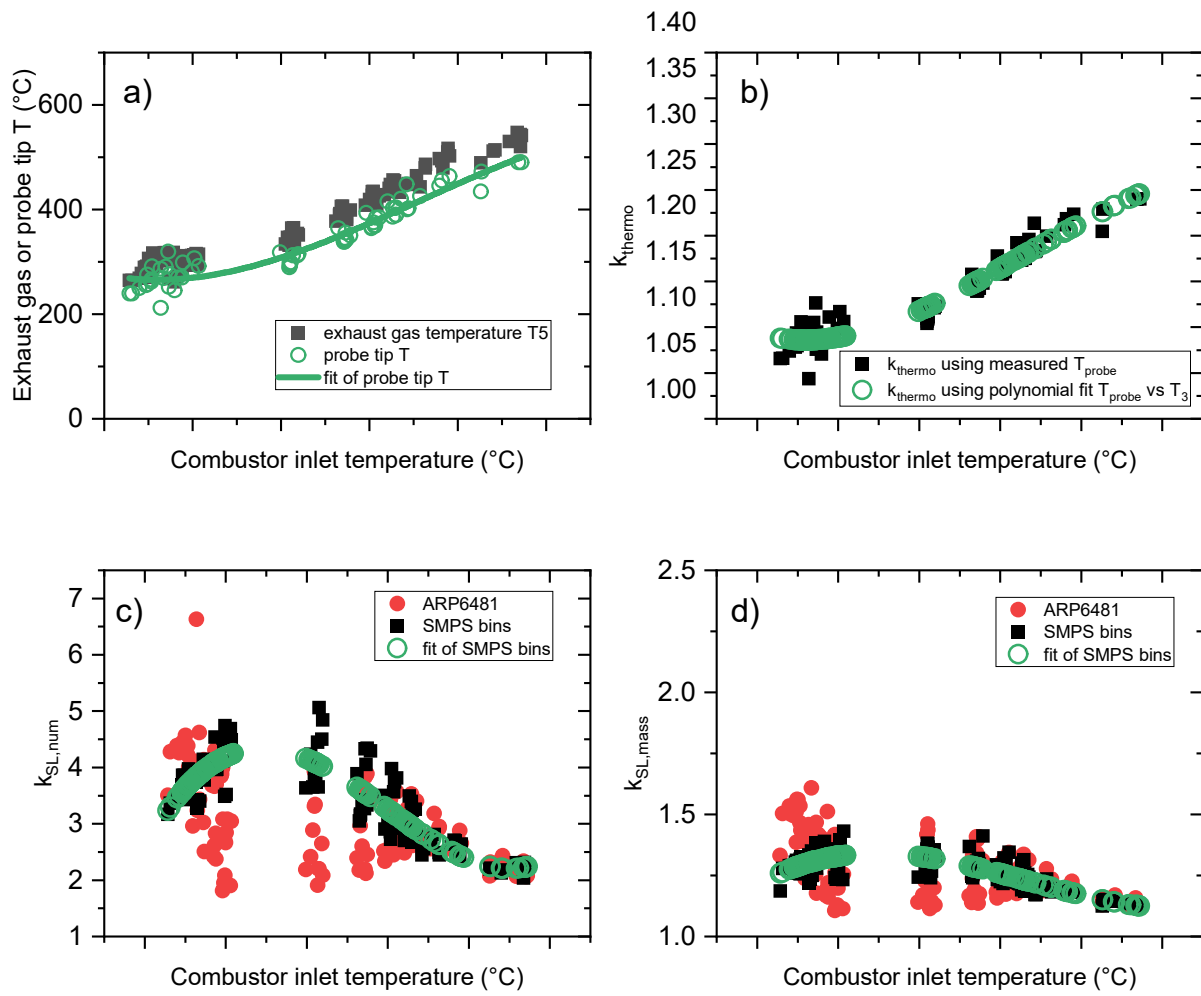 a)
Exhaust gas or probe tip T (°C)
600
400
200
0
exhaust gas temperature T5
probe tip T
fit of probe tip T
Combustor inlet temperature (°C)
b)
k_thermo
1.40
1.35
1.30
1.25
1.20
1.15
1.10
1.05
1.00
k_thermo using measured T_probe
k_thermo using polynomial fit T_probe vs T_3
Combustor inlet temperature (°C)
c)
k_SL,num
7
6
5
4
3
2
1
ARP6481
SMPS bins
fit of SMPS bins
Combustor inlet temperature (°C)
d)
k_SL,mass
2.5
2.0
1.5
1.0
ARP6481
SMPS bins
fit of SMPS bins
Combustor inlet temperature (°C)